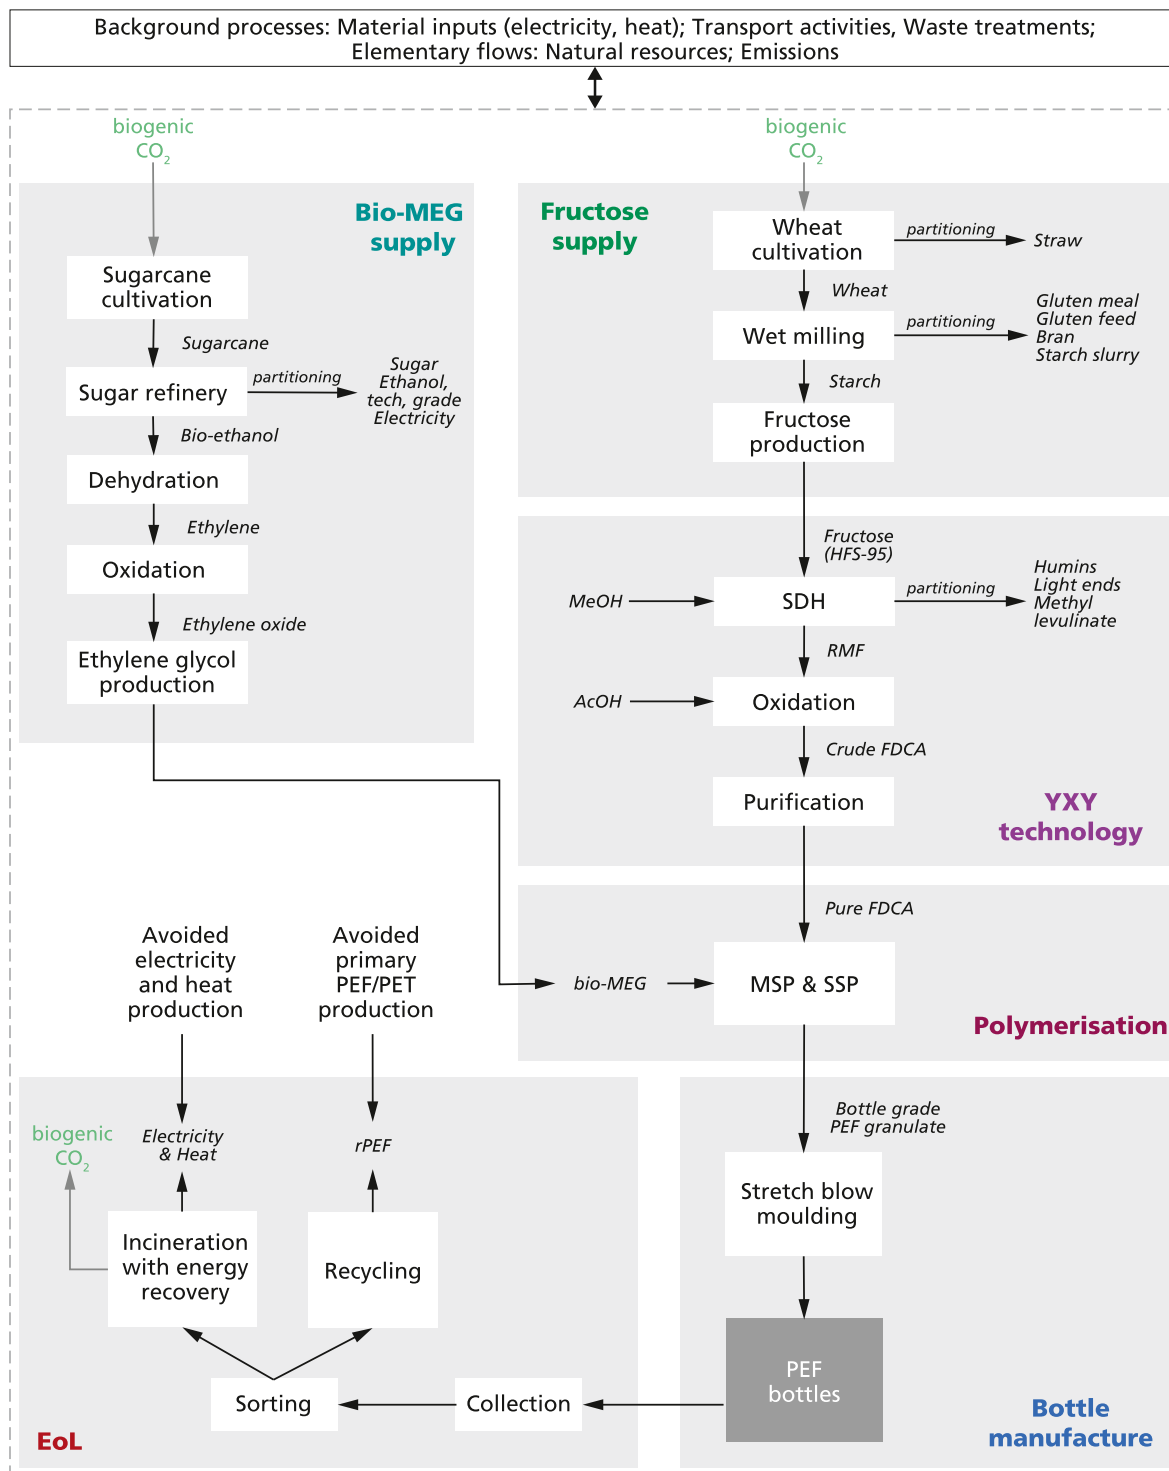 Background processes: Material inputs (electricity, heat); Transport activities, Waste treatments;
Elementary flows: Natural resources; Emissions
biogenic
CO₂
Bio-MEG
supply
Sugarcane
cultivation
Sugarcane
Sugar refinery
partitioning
Sugar
Ethanol,
tech, grade
Electricity
Bio-ethanol
Dehydration
Ethylene
Oxidation
Ethylene oxide
Ethylene glycol
production
biogenic
CO₂
Fructose
supply
Wheat
cultivation
partitioning
Straw
Wheat
Wet milling
partitioning
Gluten meal
Gluten feed
Bran
Starch slurry
Starch
Fructose
production
Fructose
(HFS-95)
MeOH
SDH
partitioning
Humins
Light ends
Methyl
levulinate
RMF
AcOH
Oxidation
Crude FDCA
Purification
YXY
technology
Pure FDCA
bio-MEG
MSP & SSP
Polymerisation
Avoided
electricity
and heat
production
Avoided
primary
PEF/PET
production
biogenic
CO₂
Electricity
& Heat
rPEF
Incineration
with energy
recovery
Recycling
Sorting
Collection
EoL
Bottle grade
PEF granulate
Stretch blow
moulding
PEF
bottles
Bottle
manufacture